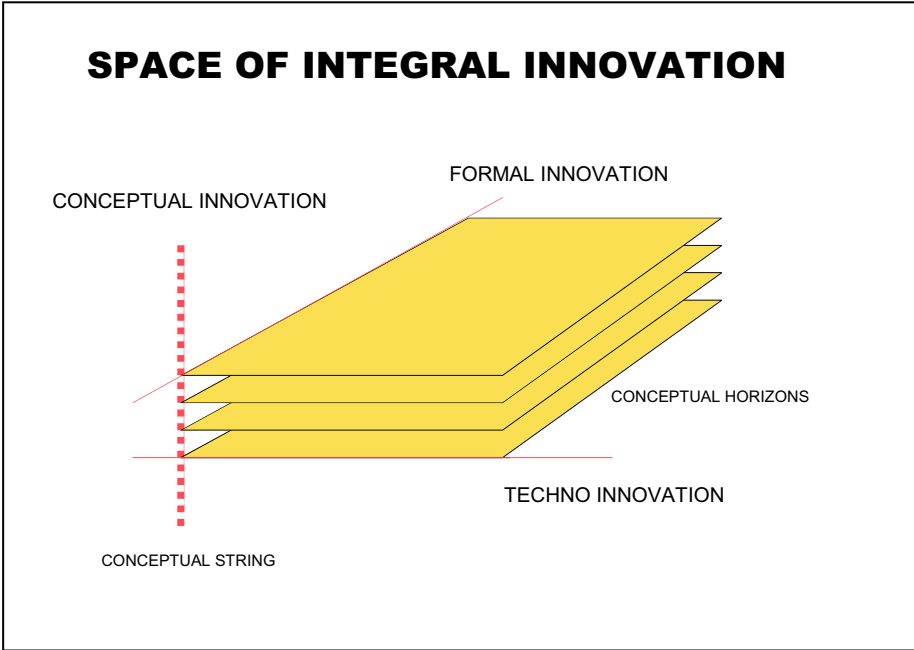 SPACE OF INTEGRAL INNOVATION
FORMAL INNOVATION
CONCEPTUAL INNOVATION
CONCEPTUAL HORIZONS
TECHNO INNOVATION
CONCEPTUAL STRING